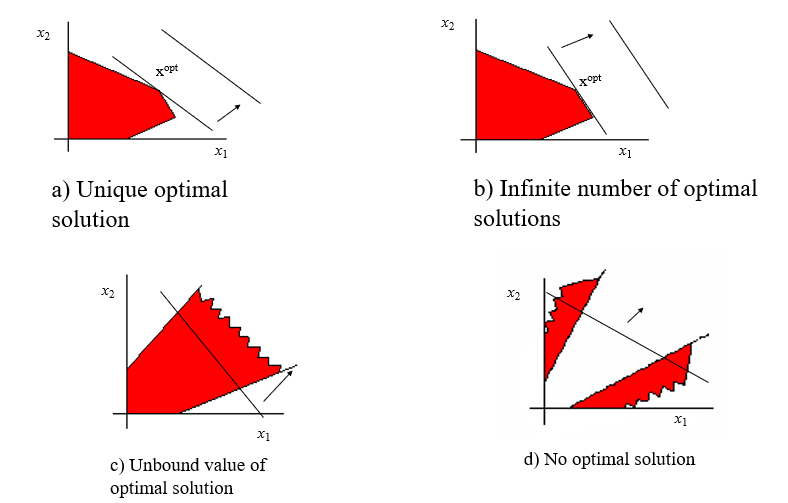 x2
xopt
x1
a) Unique optimal
solution
x2
xopt
x1
b) Infinite number of optimal
solutions
x2
x1
c) Unbound value of
optimal solution
x2
x1
d) No optimal solution